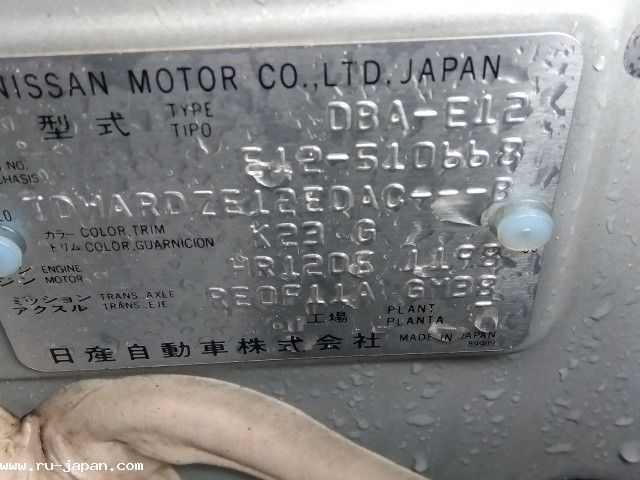 NISSAN MOTOR CO.,LTD. JAPAN
型式 TYPE TIPO DBA-E12
NO. CHASIS E12-510668
TDMARDZE12EDAC---B
カラー COLOR, TRIM K23 G
トリム COLOR, GUARNICION
ENGINE MOTOR HR12DE 1198
ミッション TRANS. AXLE RE0F11A GM38
アクスル TRANS. EJE
工場 PLANT PLANTA
日産自動車株式会社 MADE IN JAPAN
www.ru-japan.com